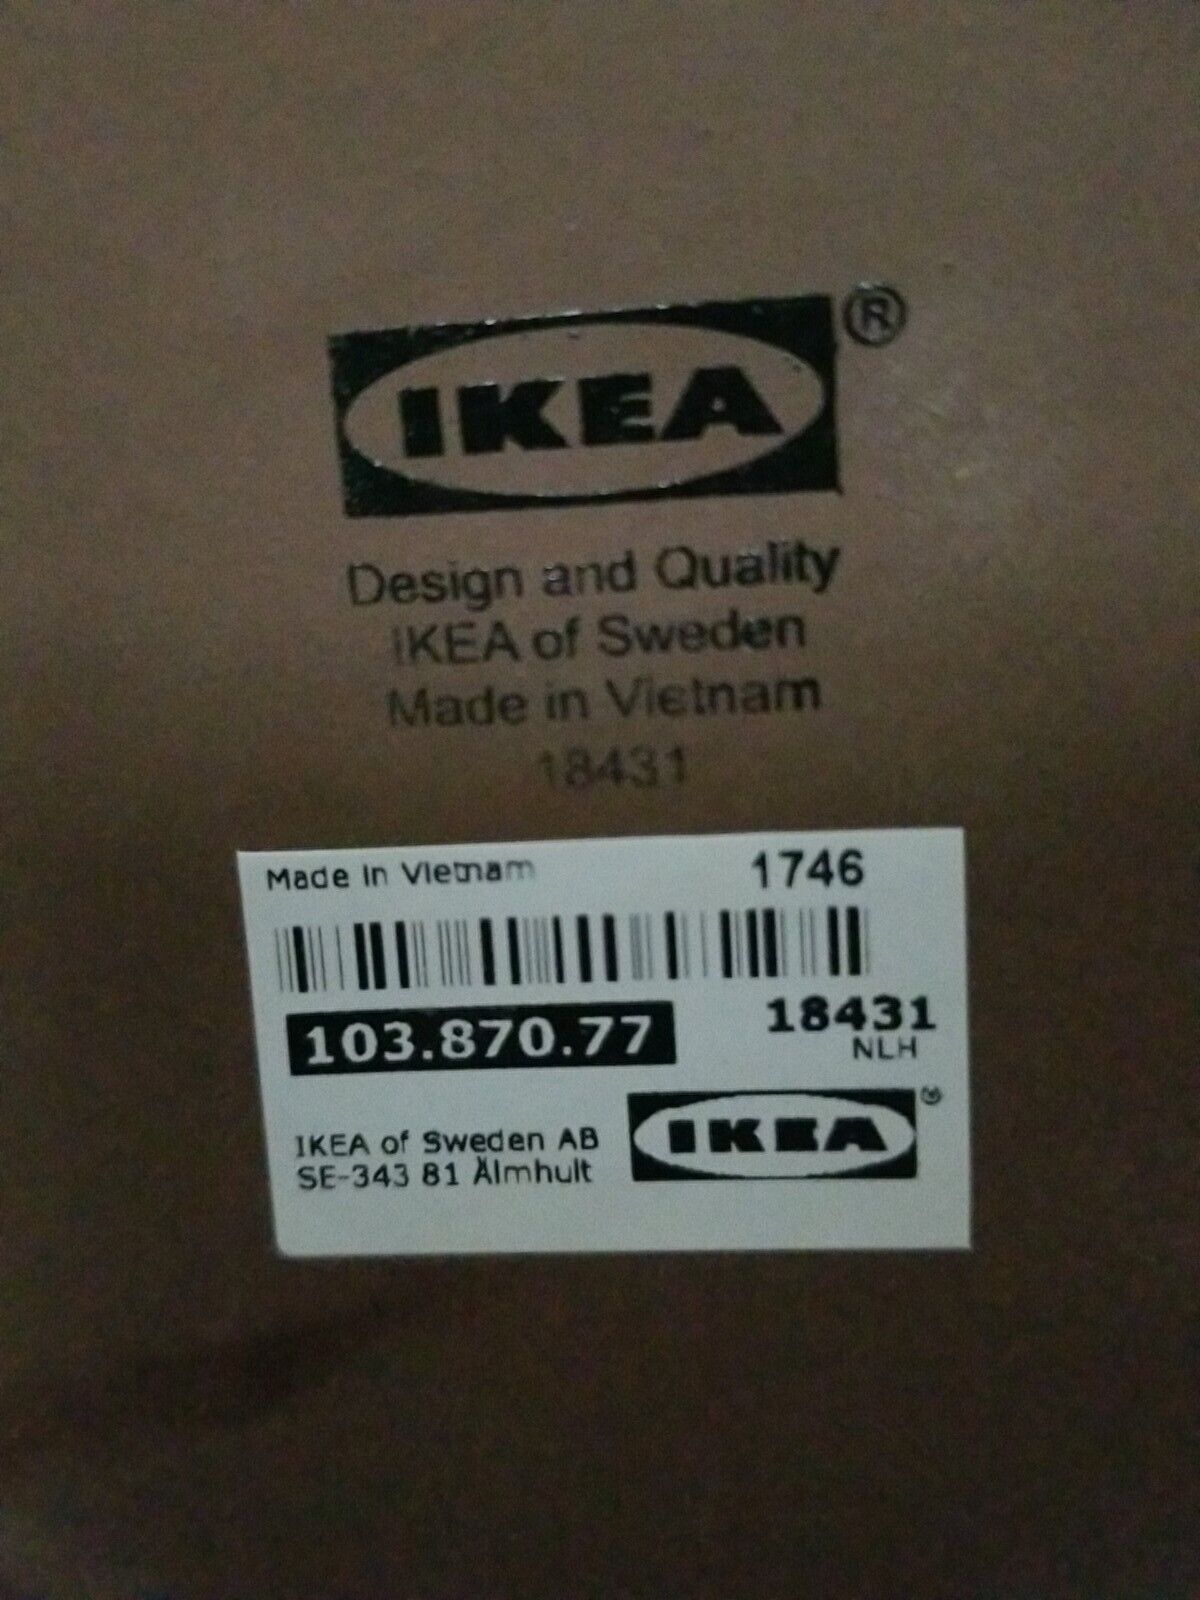 IKEA ®
Design and Quality
IKEA of Sweden
Made in Vietnam
18431
Made in Vietnam 1746
103.870.77 18431
NLH
IKEA of Sweden AB
SE-343 81 Älmhult
IKEA ®